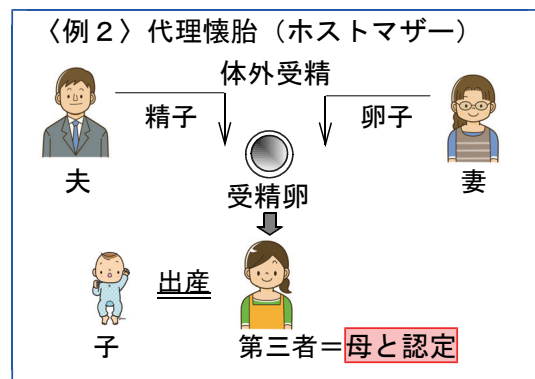 〈例２〉代理懐胎（ホストマザー）
体外受精
精子
卵子
夫
妻
受精卵
出産
子
第三者＝母と認定